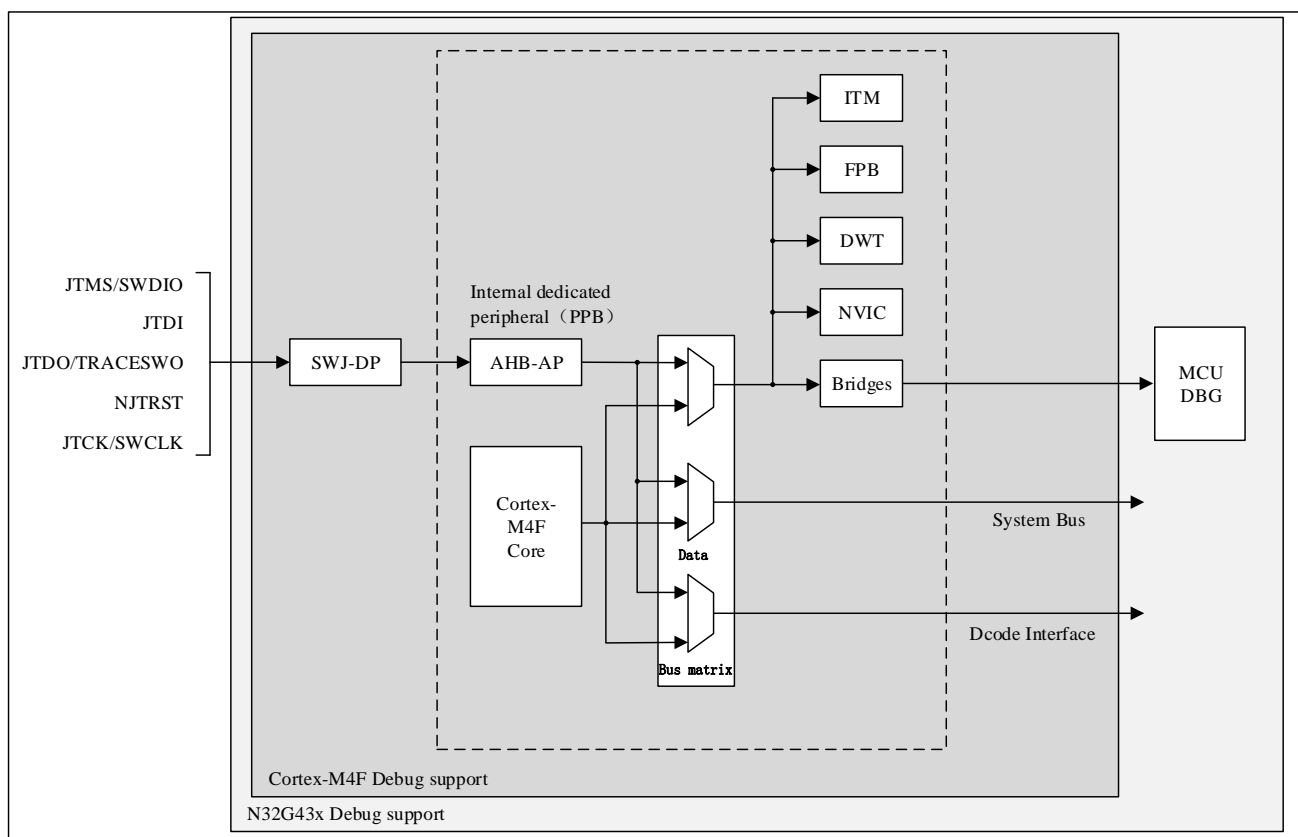 ITM
FPB
DWT
NVIC
Bridges
JTMS/SWDIO
JTDI
JTDO/TRACESWO
NJTRST
JTCK/SWCLK
SWJ-DP
Internal dedicated
peripheral（PPB）
AHB-AP
Cortex-
M4F
Core
Data
Bus matrix
MCU
DBG
System Bus
Dcode Interface
Cortex-M4F Debug support
N32G43x Debug support